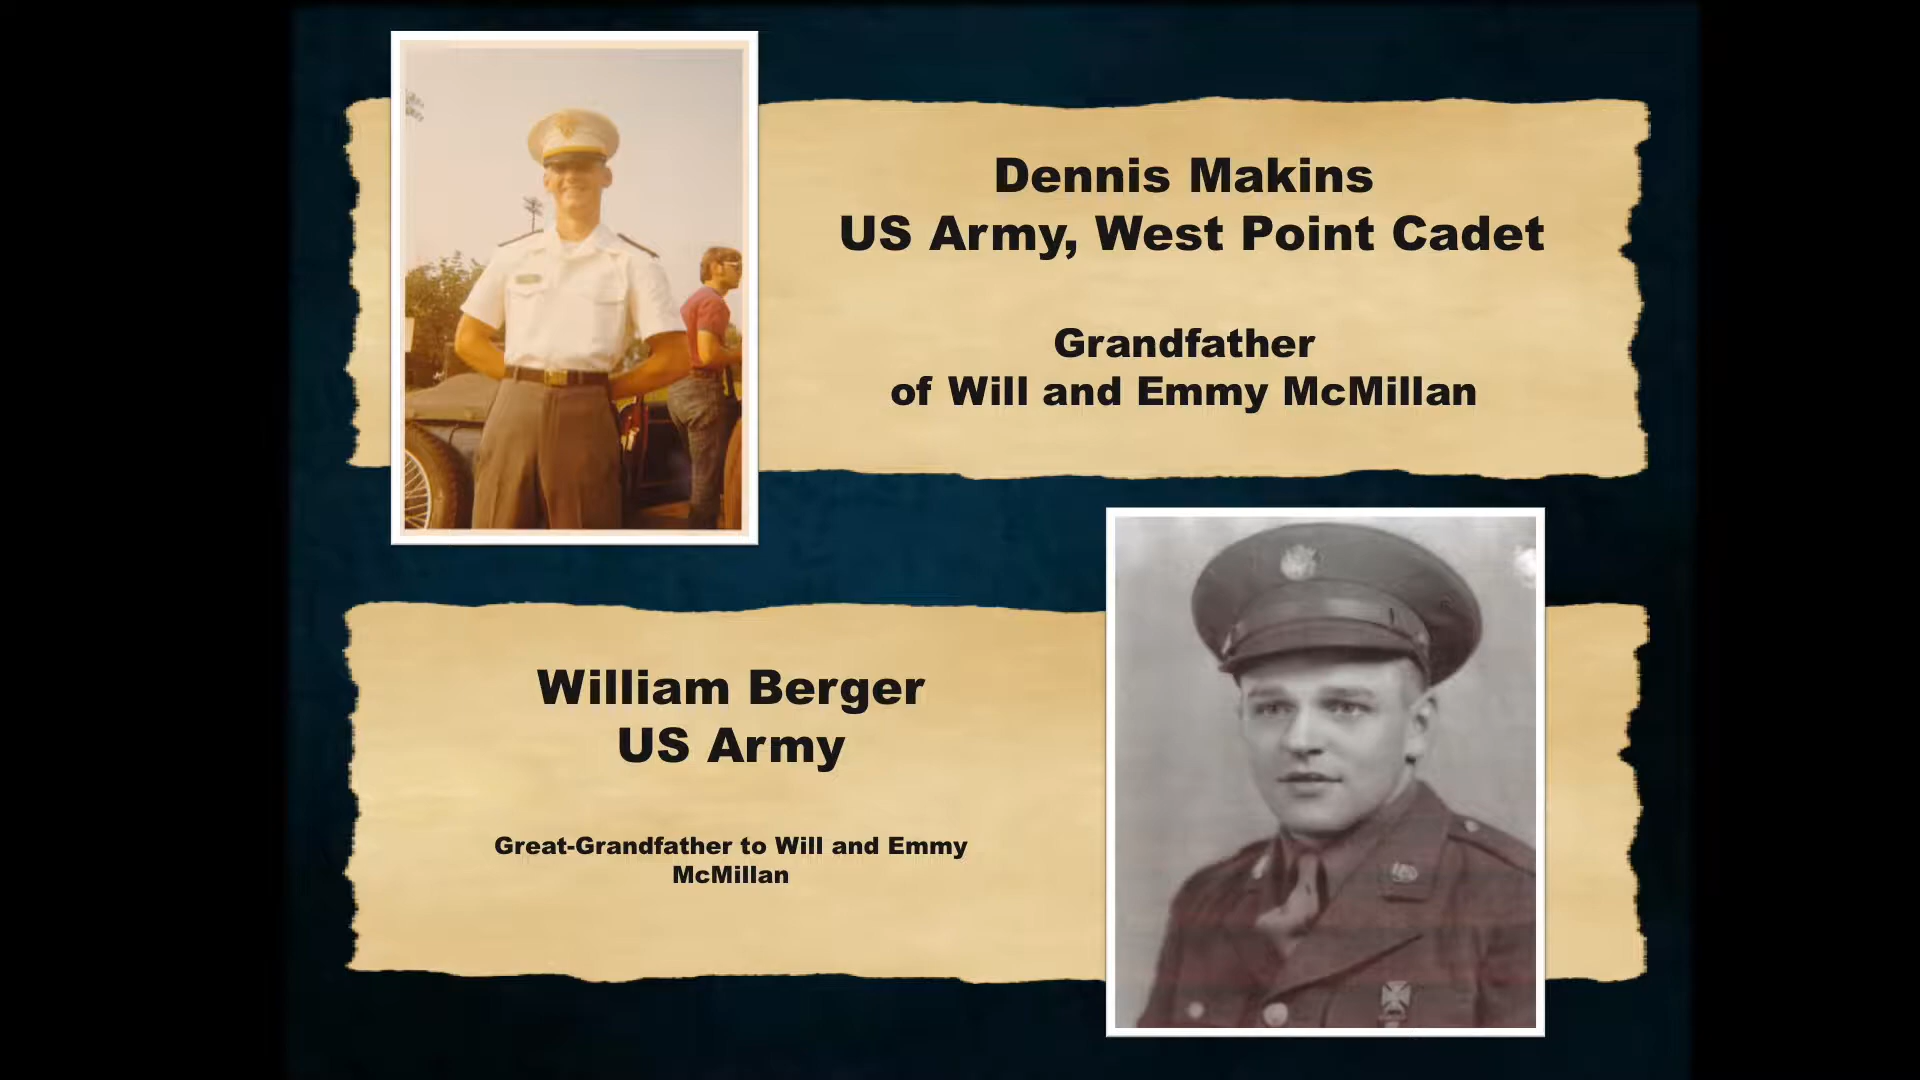 Dennis Makins
US Army, West Point Cadet
Grandfather
of Will and Emmy McMillan
William Berger
US Army
Great-Grandfather to Will and Emmy
McMillan